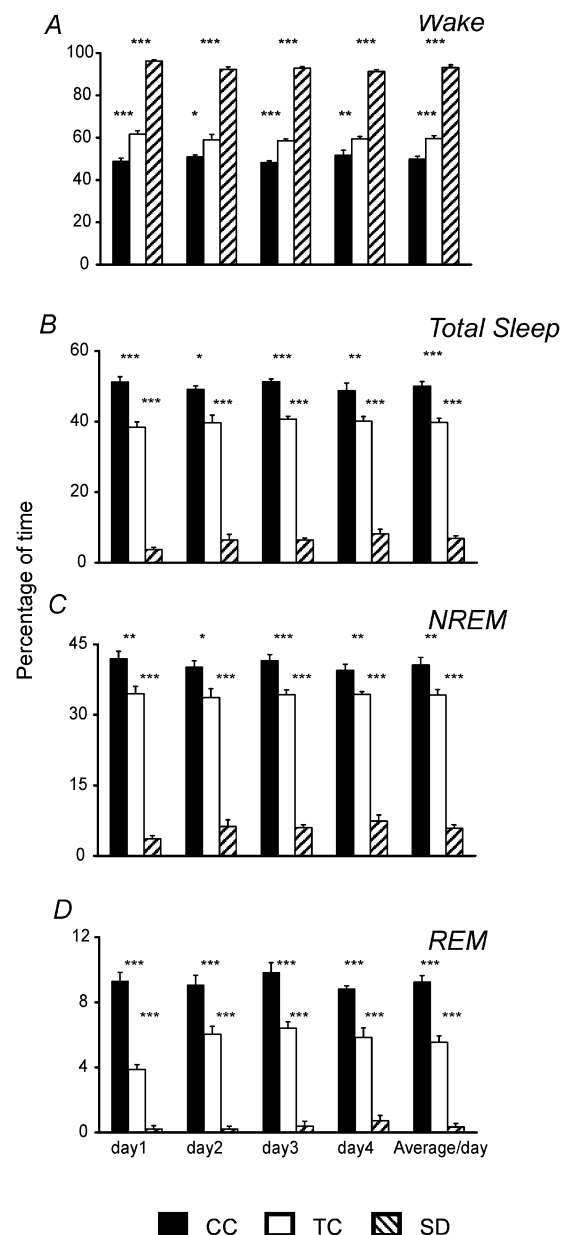 A Wake
*** *** *** *** ***
100
*** * *** ** ***
80
60
40
20
0
B Total Sleep
60
*** * *** ** ***
*** *** *** *** ***
40
20
0
Percentage of time
C NREM
45
** * *** ** **
*** *** *** *** ***
30
15
0
D REM
12
*** *** *** *** ***
*** *** *** *** ***
8
4
0
day1 day2 day3 day4 Average/day
CC TC SD